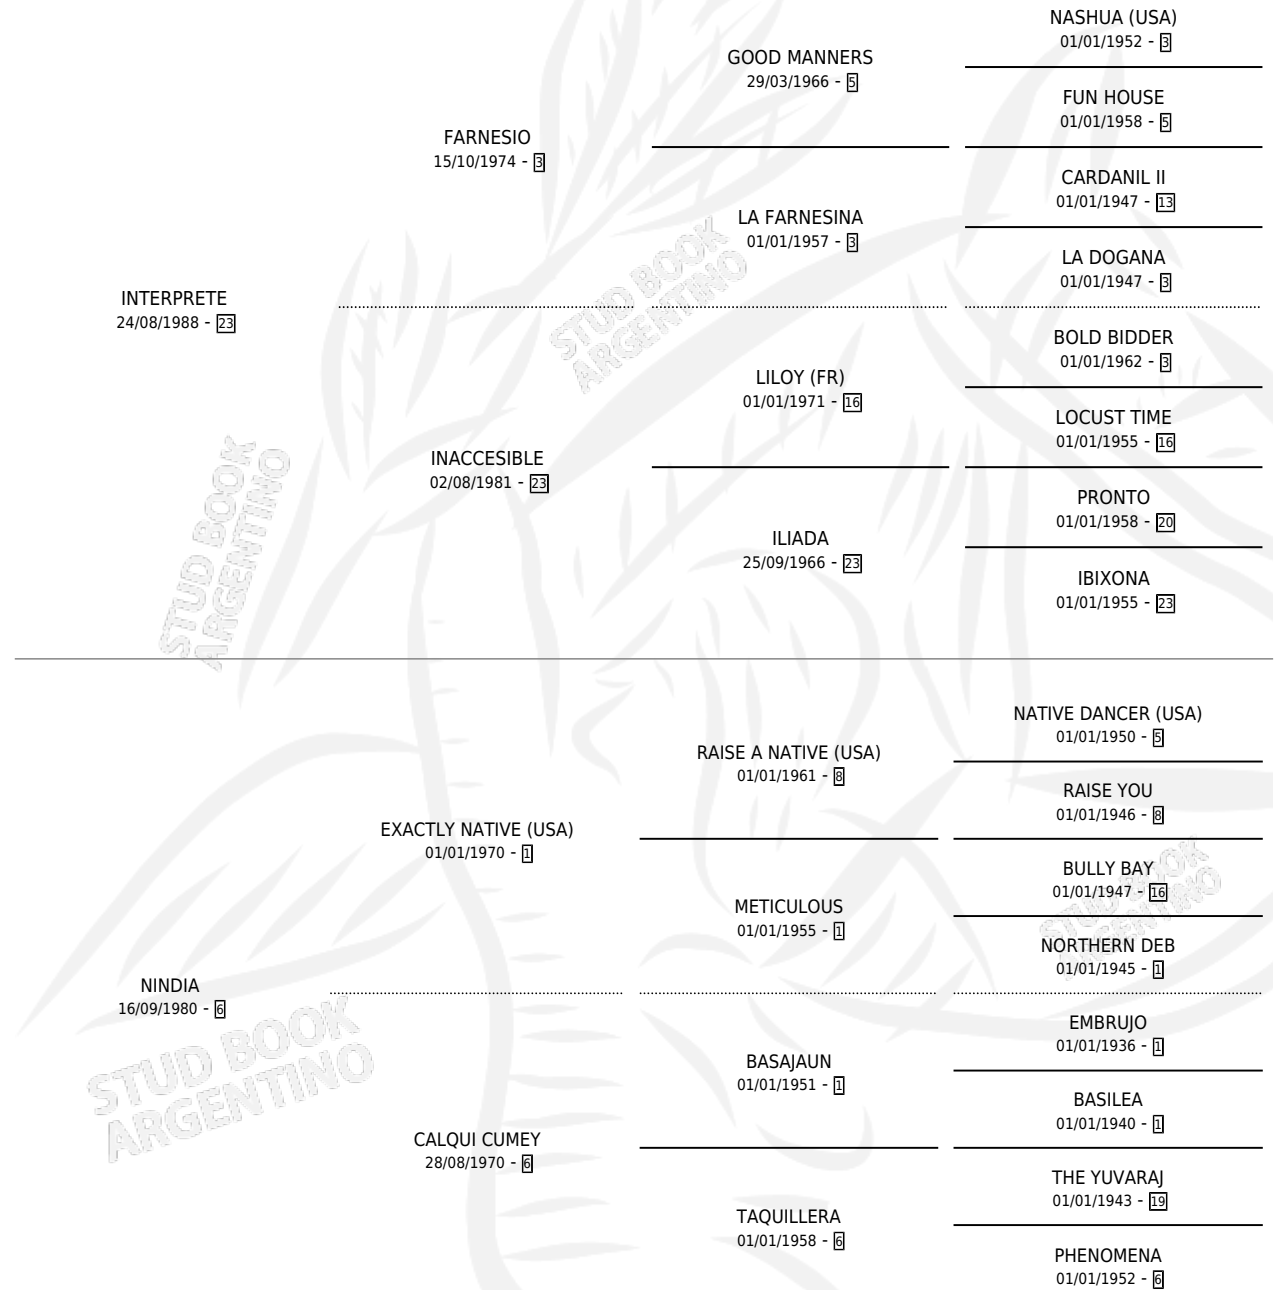 NASHUA (USA)
01/01/1952 - 3
GOOD MANNERS
29/03/1966 - 5
FUN HOUSE
01/01/1958 - 5
FARNESIO
15/10/1974 - 3
CARDANIL II
01/01/1947 - 13
LA FARNESINA
01/01/1957 - 3
LA DOGANA
01/01/1947 - 3
INTERPRETE
24/08/1988 - 23
BOLD BIDDER
01/01/1962 - 3
LILOY (FR)
01/01/1971 - 16
LOCUST TIME
01/01/1955 - 16
INACCESIBLE
02/08/1981 - 23
PRONTO
01/01/1958 - 20
ILIADA
25/09/1966 - 23
IBIXONA
01/01/1955 - 23
NATIVE DANCER (USA)
01/01/1950 - 5
RAISE A NATIVE (USA)
01/01/1961 - 8
RAISE YOU
01/01/1946 - 8
EXACTLY NATIVE (USA)
01/01/1970 - 1
BULLY BAY
01/01/1947 - 16
METICULOUS
01/01/1955 - 1
NORTHERN DEB
01/01/1945 - 1
NINDIA
16/09/1980 - 6
EMBRUJO
01/01/1936 - 1
BASAJAUN
01/01/1951 - 1
BASILEA
01/01/1940 - 1
CALQUI CUMEY
28/08/1970 - 6
THE YUVARAJ
01/01/1943 - 19
TAQUILLERA
01/01/1958 - 6
PHENOMENA
01/01/1952 - 6
STUD BOOK
ARGENTINO
STUD BOOK
ARGENTINO
STUD BOOK
ARGENTINO
STUD BOOK
ARGENTINO